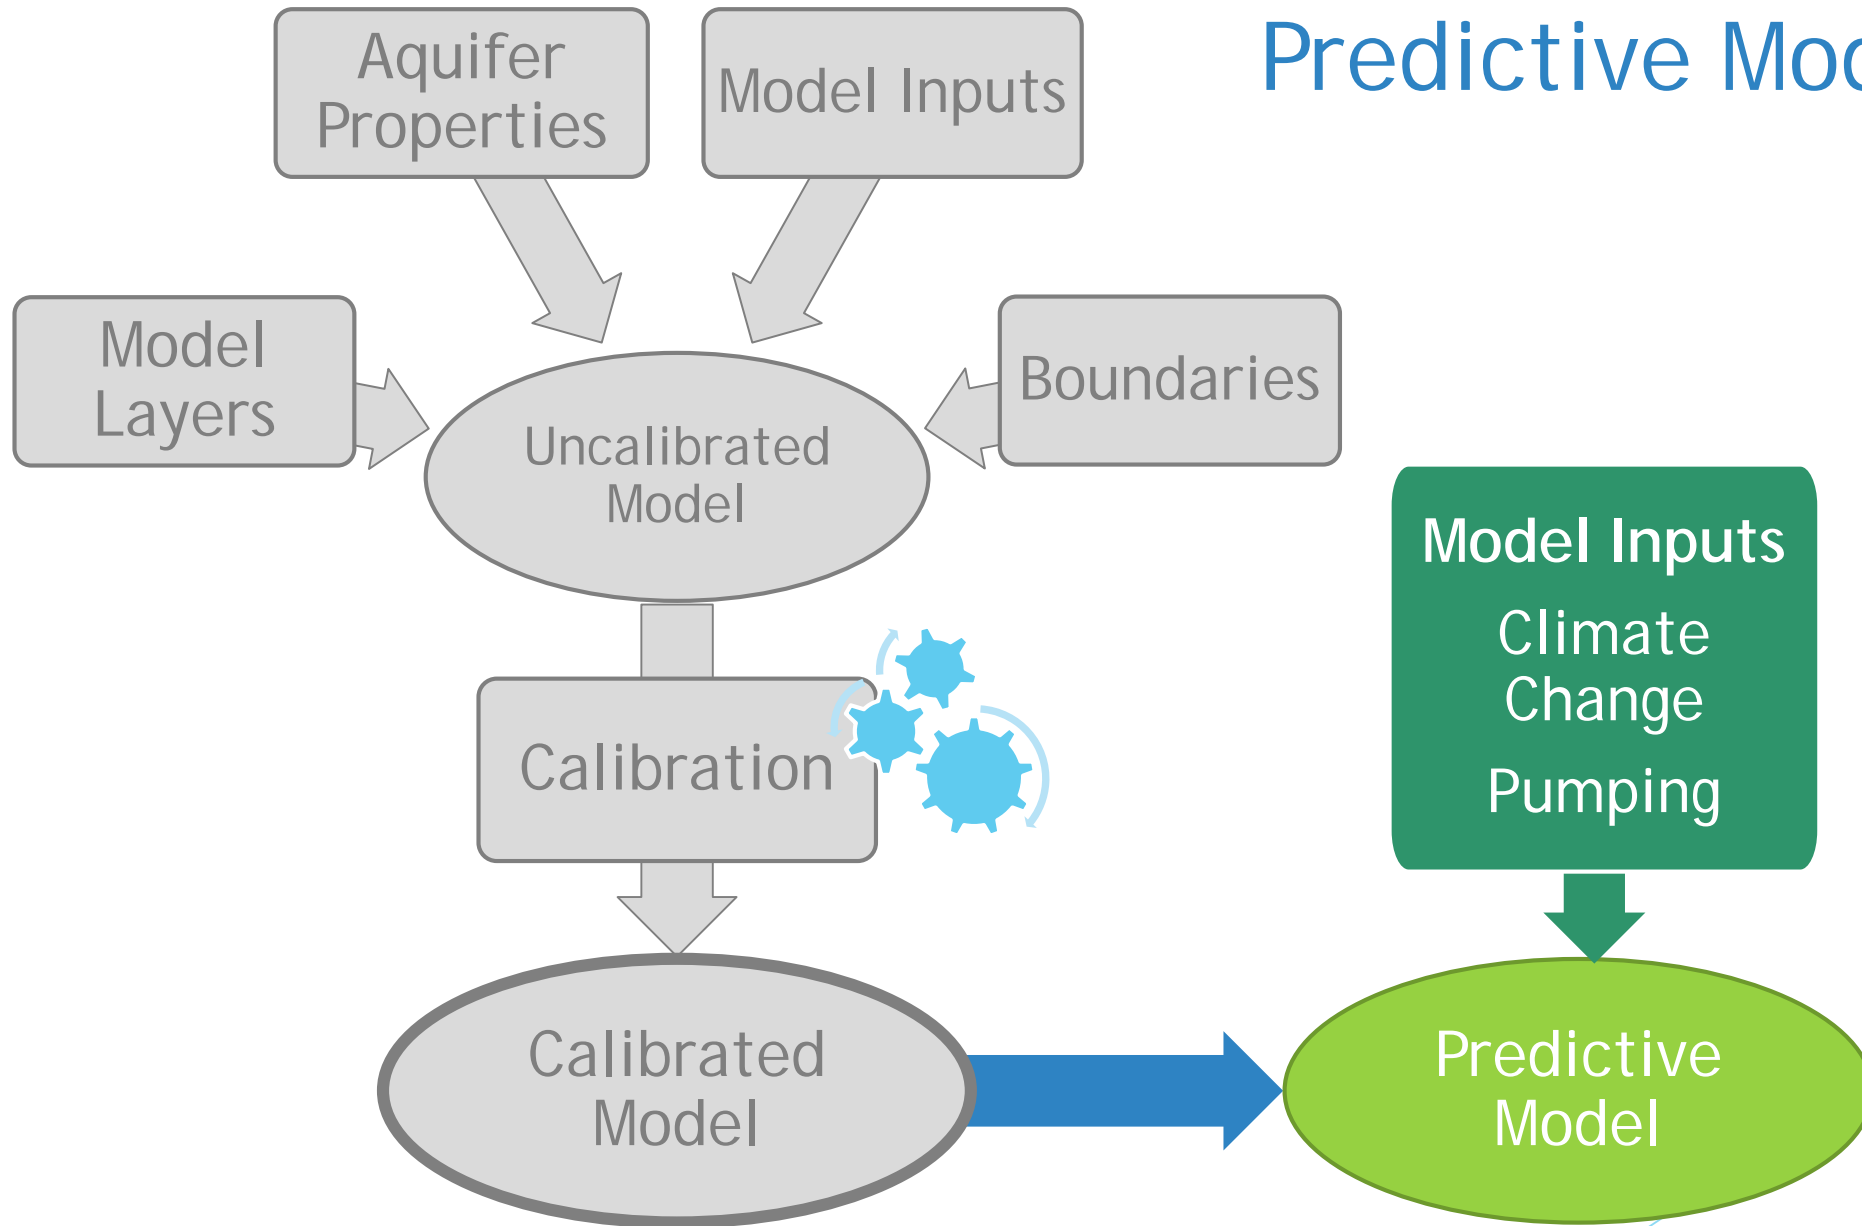 Predictive Mod
Aquifer
Properties
Model Inputs
Model
Layers
Boundaries
Uncalibrated
Model
Model Inputs
Climate
Change
Pumping
Calibration
Calibrated
Model
Predictive
Model